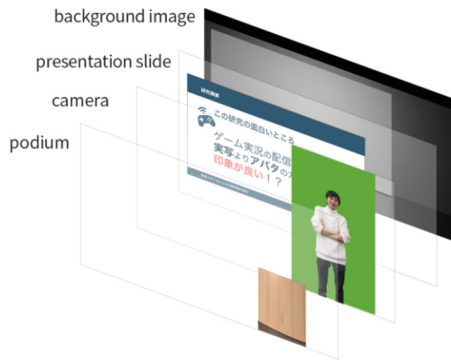 background image
presentation slide
camera
podium
研究概要
この研究の面白いところ
ゲーム実況の配信
実写よりアバタの
印象が良い！？